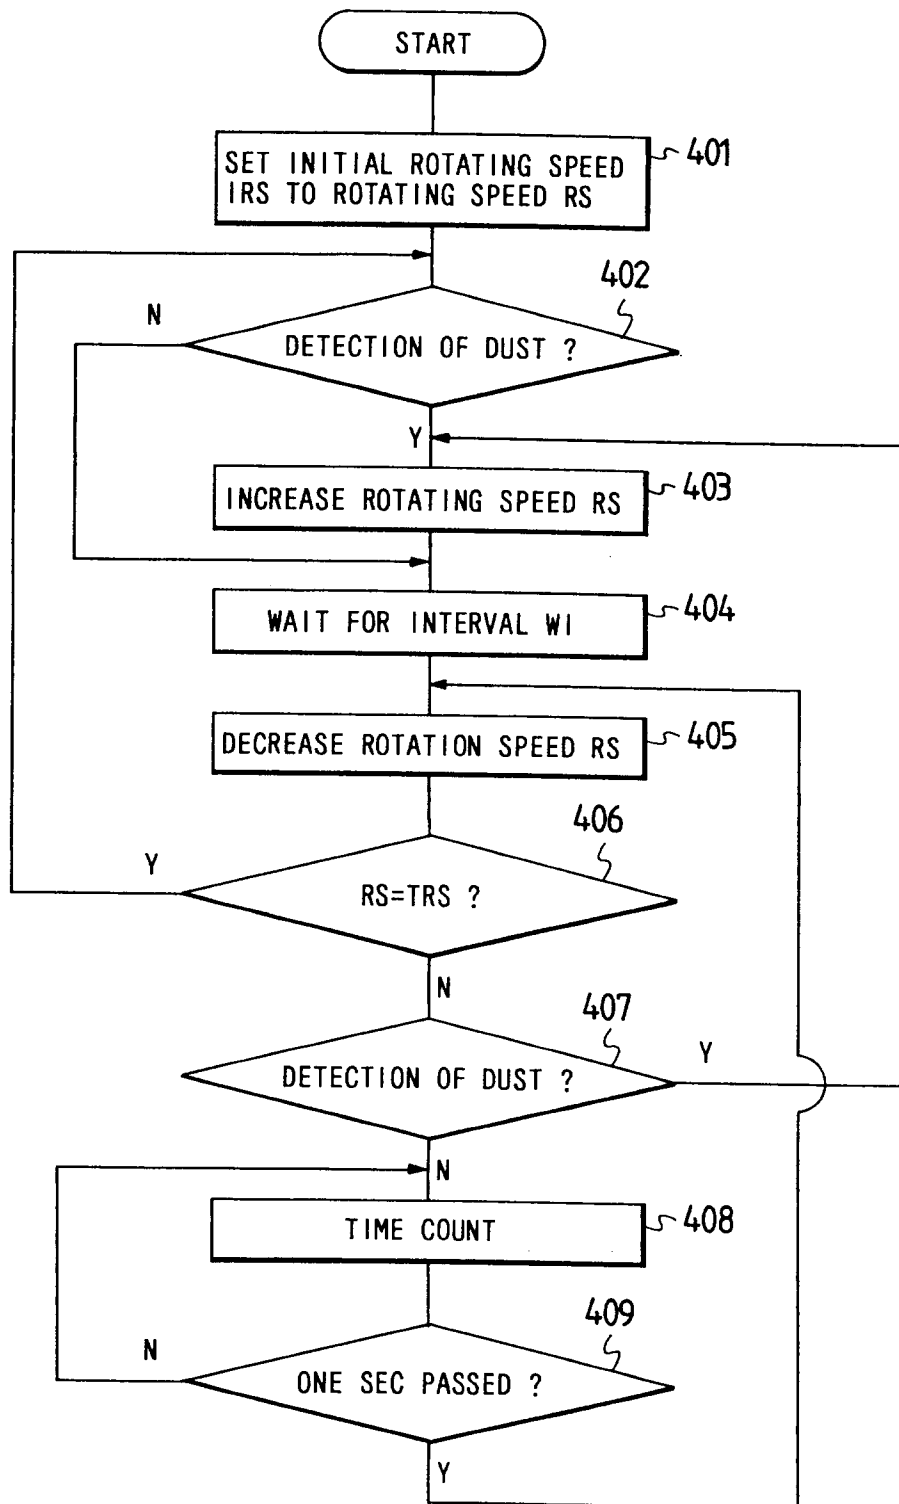 START
SET INITIAL ROTATING SPEED
IRS TO ROTATING SPEED RS
401
402
N
DETECTION OF DUST ?
Y
INCREASE ROTATING SPEED RS
403
WAIT FOR INTERVAL WI
404
DECREASE ROTATION SPEED RS
405
406
Y
RS=TRS ?
N
407
DETECTION OF DUST ?
Y
N
TIME COUNT
408
409
N
ONE SEC PASSED ?
Y